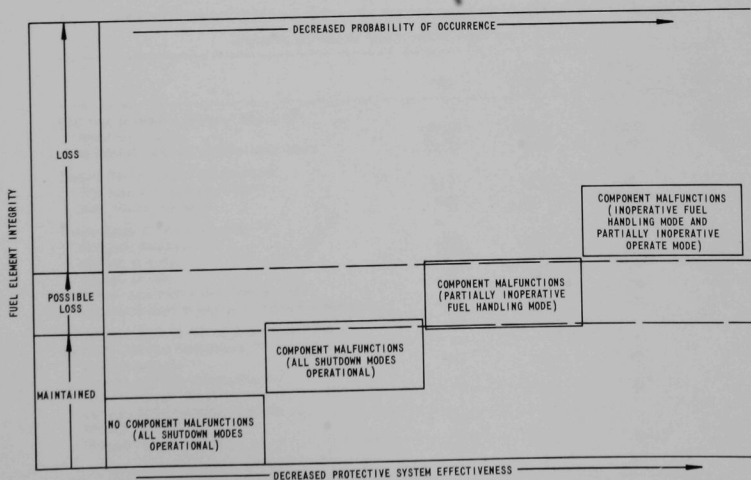 DECREASED PROBABILITY OF OCCURRENCE
FUEL ELEMENT INTEGRITY
LOSS
COMPONENT MALFUNCTIONS
(INOPERATIVE FUEL
HANDLING MODE AND
PARTIALLY INOPERATIVE
OPERATE MODE)
POSSIBLE
LOSS
COMPONENT MALFUNCTIONS
(PARTIALLY INOPERATIVE
FUEL HANDLING MODE)
COMPONENT MALFUNCTIONS
(ALL SHUTDOWN MODES
OPERATIONAL)
MAINTAINED
NO COMPONENT MALFUNCTIONS
(ALL SHUTDOWN MODES
OPERATIONAL)
DECREASED PROTECTIVE SYSTEM EFFECTIVENESS